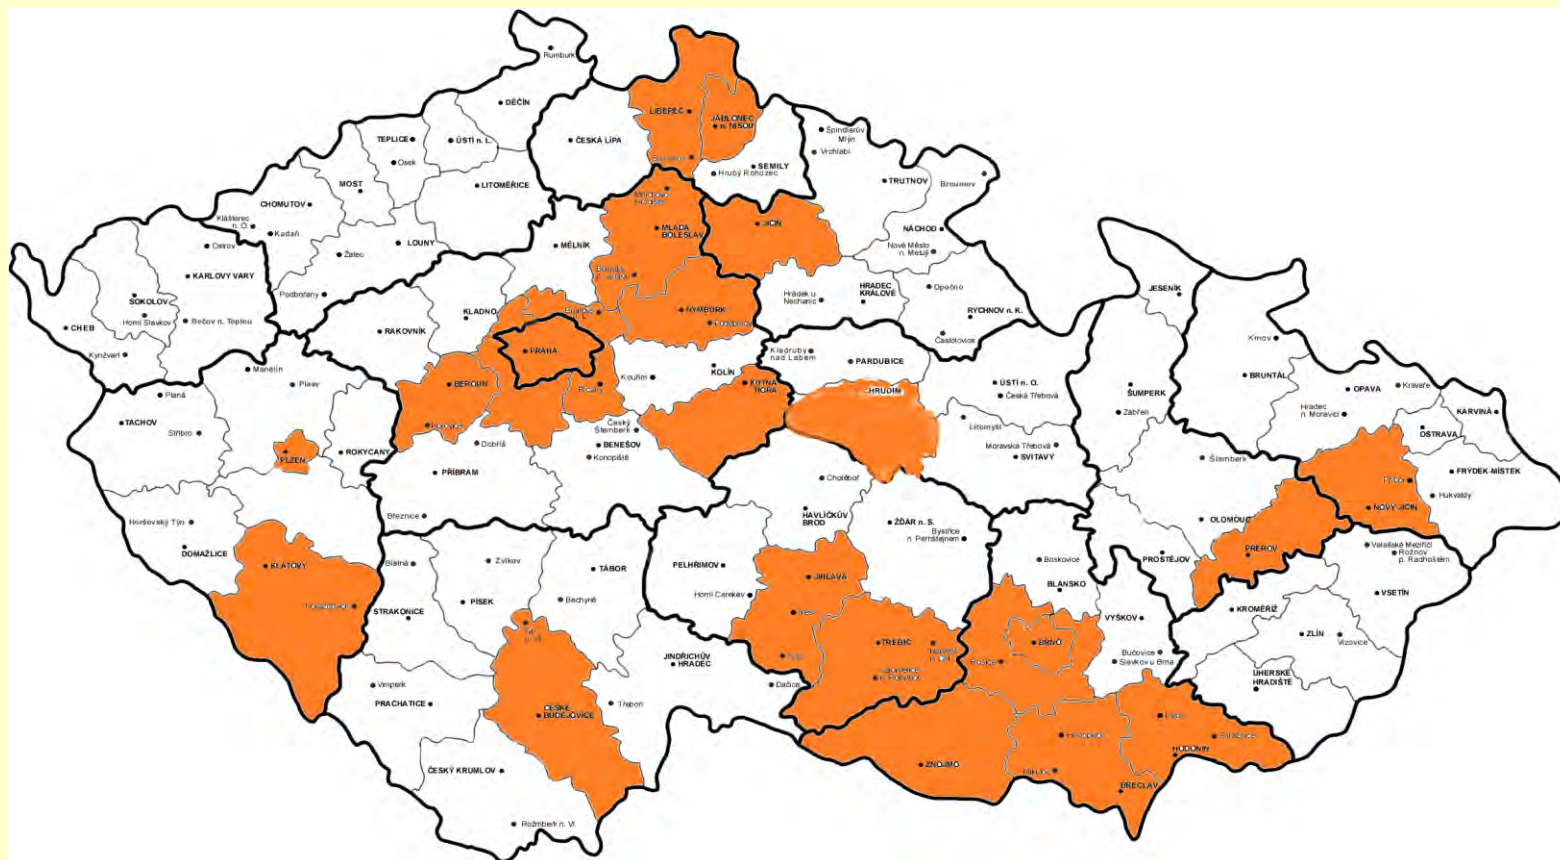 Rumburk
DĚČÍN
LIBEREC
JABLONEC
n. NISOU
TEPLICE
ÚSTÍ n. L.
ČESKÁ LÍPA
Špindlerův
Mlýn
Osek
Vrchlabí
SEMILY
Hrubý Rohozec
MOST
LITOMĚŘICE
TRUTNOV
Broumov
CHOMUTOV
Klášterec
n. O.
Kadaň
JIČÍN
MLADÁ
BOLESLAV
NÁCHOD
Ostrov
LOUNY
MĚLNÍK
Nové Město
n. Metují
Žatec
KARLOVY VARY
SOKOLOV
Podbořany
Hrádek u
Nechanic
HRADEC
KRÁLOVÉ
Opočno
JESENÍK
Horní Slavkov
Bečov n. Teplou
KLADNO
NYMBURK
RYCHNOV n. K.
CHEB
RAKOVNÍK
Častolovice
Krnov
Kynžvart
PRAHA
Kladruby
nad Labem
PARDUBICE
Manětín
KOLÍN
BRUNTÁL
Plasy
BEROUN
Kouřim
KUTNÁ
HORA
CHRUDIM
ÚSTÍ n. O.
ŠUMPERK
OPAVA
Kravaře
Planá
Česká Třebová
Zábřeh
Hradec
n. Moravicí
KARVINÁ
TACHOV
Litomyšl
OSTRAVA
Stříbro
Český
Šternberk
Dobříš
BENEŠOV
Moravská Třebová
PLZEŇ
ROKYCANY
Konopiště
SVITAVY
Šternberk
PŘÍBRAM
Chotěboř
FRÝDEK-MÍSTEK
Hukvaldy
HAVLÍČKŮV
BROD
NOVÝ JIČÍN
Březnice
Horšovský Týn
ŽĎÁR n. S.
OLOMOUC
Bystřice
n. Pernštejnem
DOMAŽLICE
PROSTĚJOV
PŘEROV
Valašské Meziříčí
Rožnov
p. Radhoštěm
Blatná
Zvíkov
TÁBOR
PELHŘIMOV
JIHLAVA
Boskovice
BLANSKO
KLATOVY
VSETÍN
Horní Cerekev
PÍSEK
Bechyně
STRAKONICE
VYŠKOV
KROMĚŘÍŽ
ZLÍN
Vizovice
TŘEBÍČ
BRNO
Bučovice
Slavkov u Brna
JINDŘICHŮV
HRADEC
Vimperk
Dačice
UHERSKÉ
HRADIŠTĚ
PRACHATICE
Třeboň
ČESKÉ
BUDĚJOVICE
HODONÍN
ZNOJMO
ČESKÝ KRUMLOV
BŘECLAV
Rožmberk n. Vl.